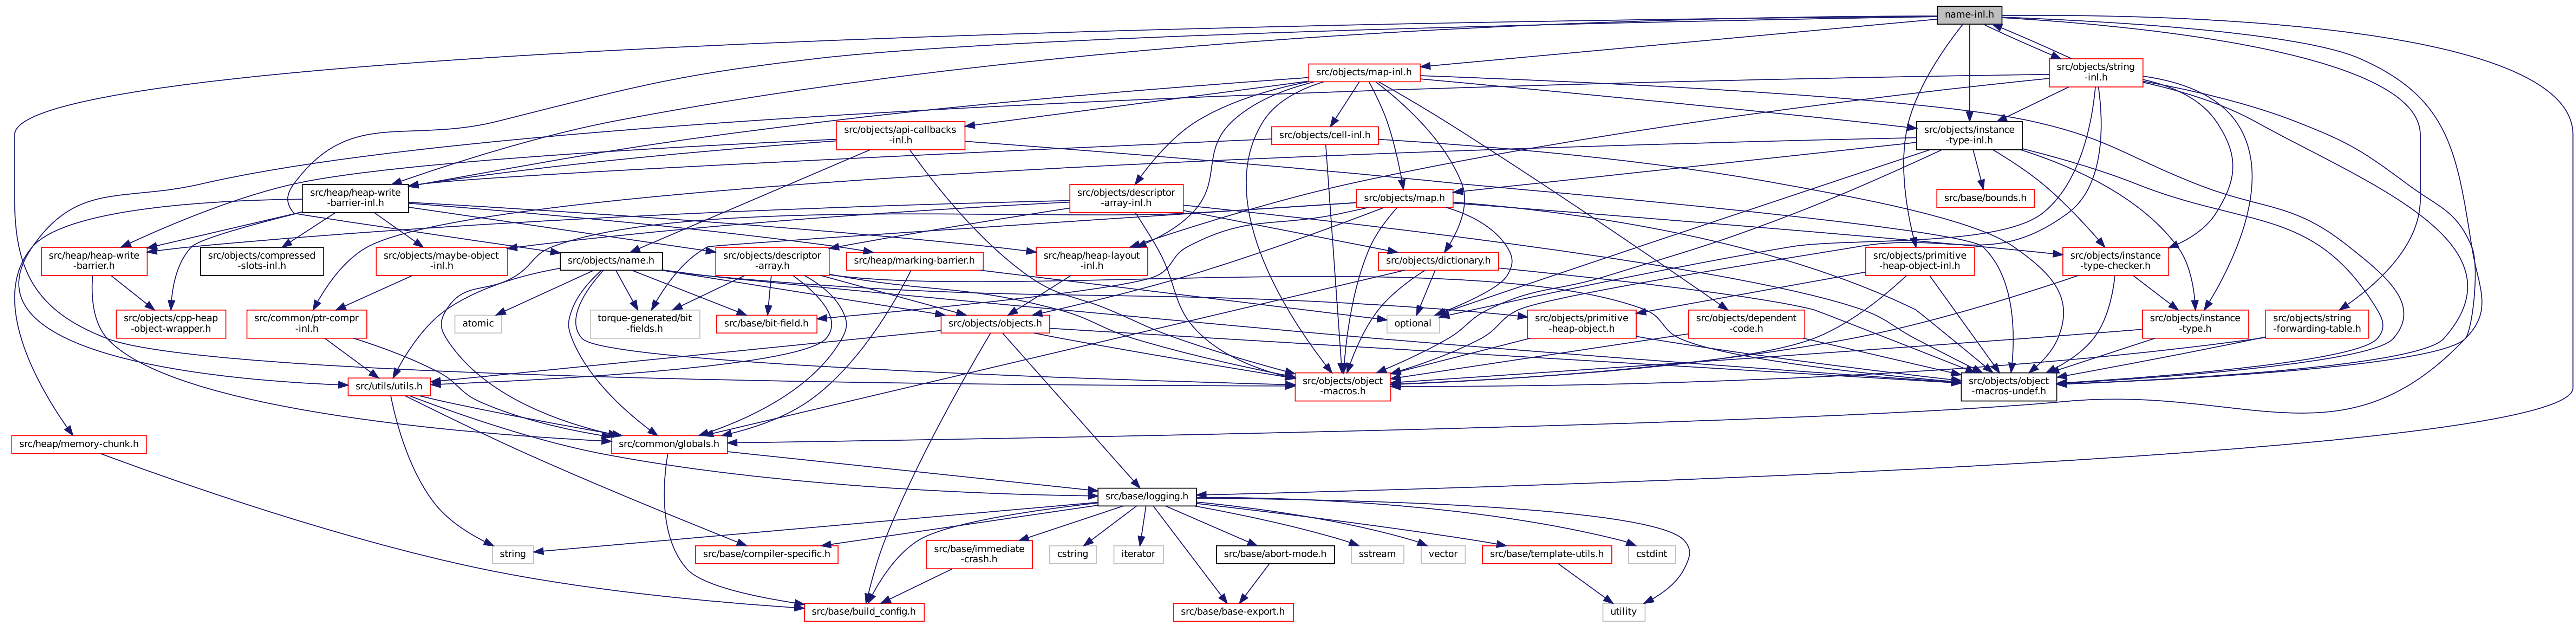 name-inl.h
src/objects/map-inl.h
src/objects/string
-inl.h
src/objects/api-callbacks
-inl.h
src/objects/cell-inl.h
src/objects/instance
-type-inl.h
src/heap/heap-write
-barrier-inl.h
src/objects/descriptor
-array-inl.h
src/objects/map.h
src/base/bounds.h
src/heap/heap-write
-barrier.h
src/objects/compressed
-slots-inl.h
src/objects/maybe-object
-inl.h
src/objects/name.h
src/objects/descriptor
-array.h
src/heap/marking-barrier.h
src/heap/heap-layout
-inl.h
src/objects/dictionary.h
src/objects/primitive
-heap-object-inl.h
src/objects/instance
-type-checker.h
src/objects/cpp-heap
-object-wrapper.h
src/common/ptr-compr
-inl.h
atomic
torque-generated/bit
-fields.h
src/base/bit-field.h
src/objects/objects.h
optional
src/objects/primitive
-heap-object.h
src/objects/dependent
-code.h
src/objects/instance
-type.h
src/objects/string
-forwarding-table.h
src/utils/utils.h
src/objects/object
-macros.h
src/objects/object
-macros-undef.h
src/heap/memory-chunk.h
src/common/globals.h
src/base/logging.h
string
src/base/compiler-specific.h
src/base/immediate
-crash.h
cstring
iterator
src/base/abort-mode.h
sstream
vector
src/base/template-utils.h
cstdint
src/base/build_config.h
src/base/base-export.h
utility